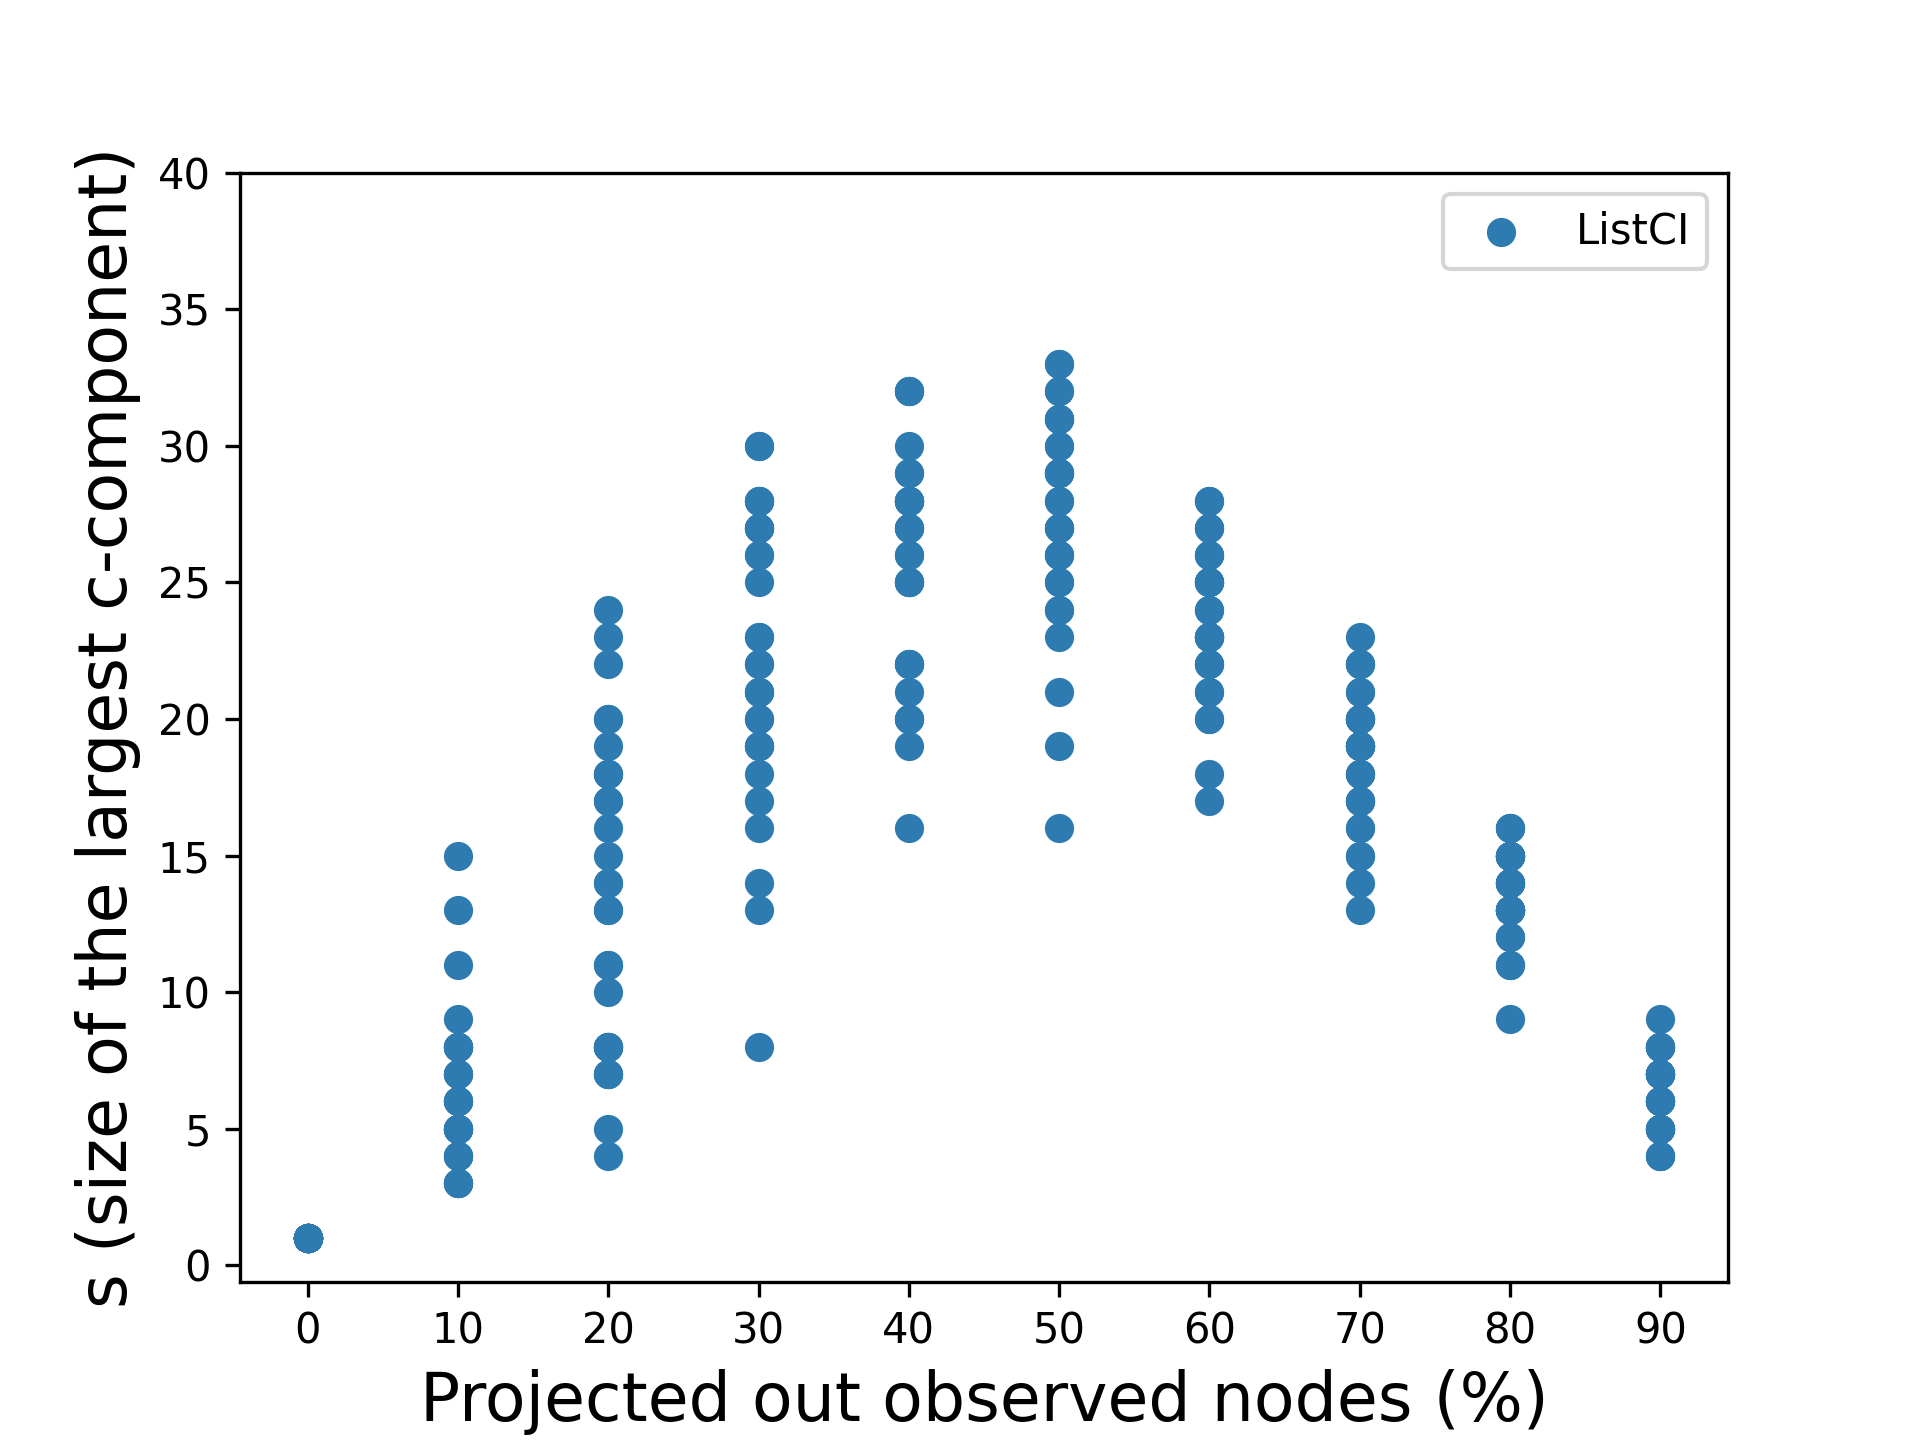 s (size of the largest c-component)
40
35
30
25
20
15
10
5
0
ListCI
0 10 20 30 40 50 60 70 80 90
Projected out observed nodes (%)